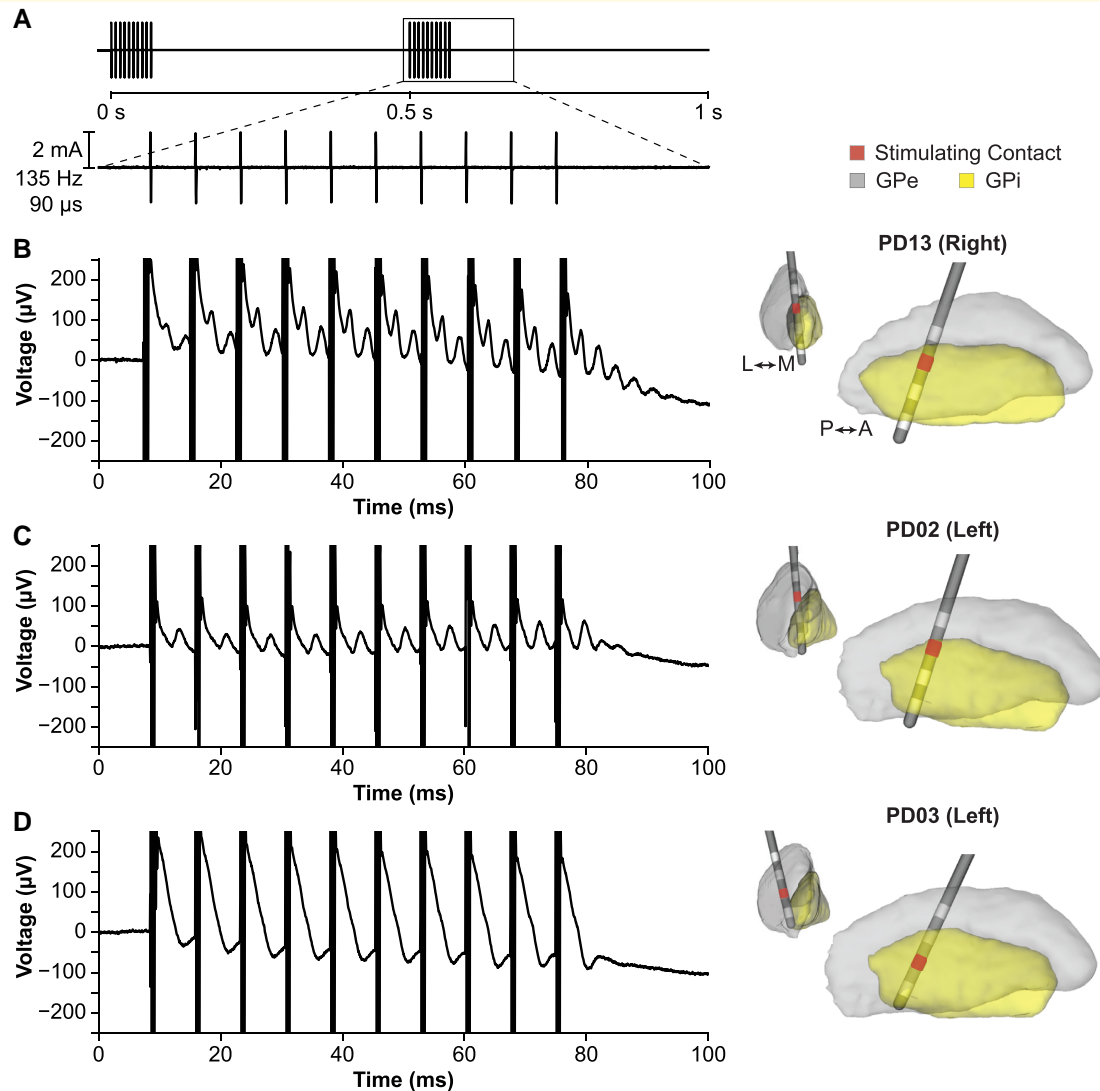 A
0 s
0.5 s
1 s
2 mA
135 Hz
90 µs
Stimulating Contact
GPe
GPi
B
Voltage (µV)
200
100
0
−100
−200
0
20
40
60
80
100
Time (ms)
PD13 (Right)
L↔M
P↔A
C
Voltage (µV)
200
100
0
−100
−200
0
20
40
60
80
100
Time (ms)
PD02 (Left)
D
Voltage (µV)
200
100
0
−100
−200
0
20
40
60
80
100
Time (ms)
PD03 (Left)